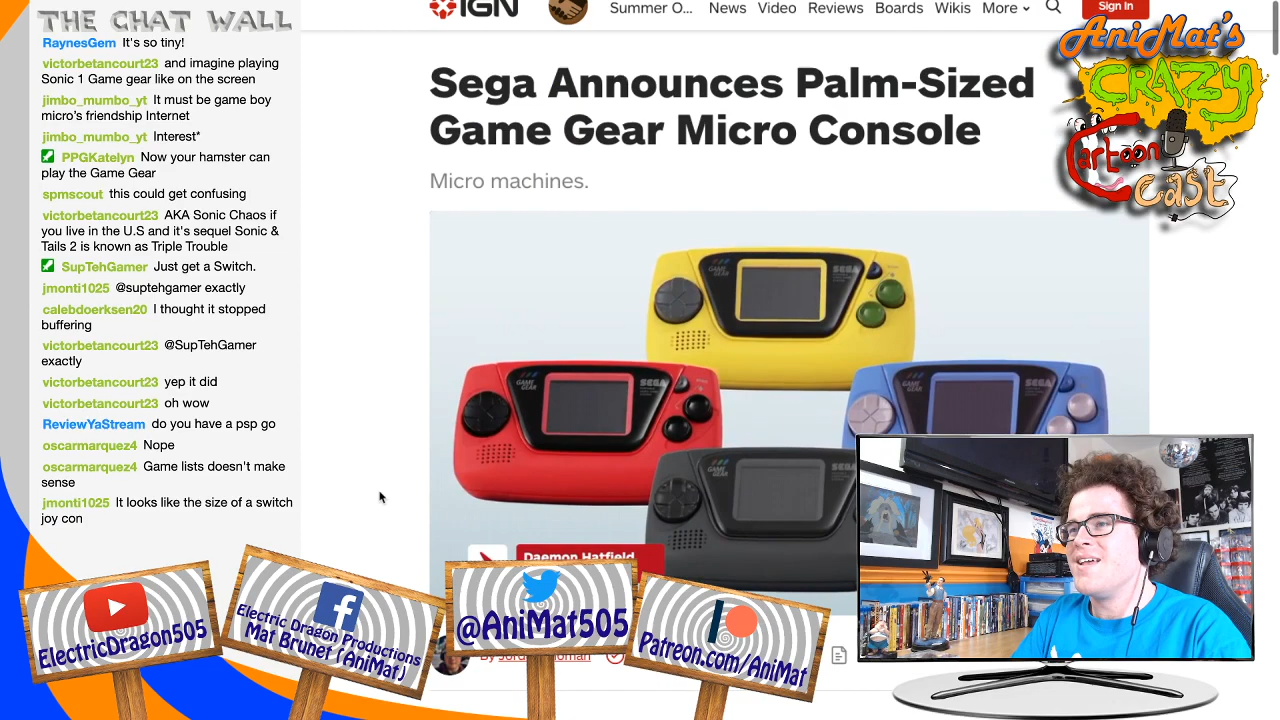 THE CHAT WALL
RaynesGem It's so tiny!
victorbetancourt23 and imagine playing
Sonic 1 Game gear like on the screen
jimbo_mumbo_yt It must be game boy
micro's friendship Internet
jimbo_mumbo_yt Interest*
PPGKatelyn Now your hamster can
play the Game Gear
spmscout this could get confusing
victorbetancourt23 AKA Sonic Chaos if
you live in the U.S and it's sequel Sonic &
Tails 2 is known as Triple Trouble
SupTehGamer Just get a Switch.
jmonti1025 @suptehgamer exactly
calebdoerksen20 I thought it stopped
buffering
victorbetancourt23 @SupTehGamer
exactly
victorbetancourt23 yep it did
victorbetancourt23 oh wow
ReviewYaStream do you have a psp go
oscarmarquez4 Nope
oscarmarquez4 Game lists doesn't make
sense
jmonti1025 It looks like the size of a switch
joy con
IGN
Summer O... News Video Reviews Boards Wikis More Sign In
Sega Announces Palm-Sized
Game Gear Micro Console
Micro machines.
GAME GEAR SEGA
GAME GEAR SEGA
GAME GEAR SEGA
GAME GEAR
Daemon Hatfield
By
AniMat's
CRAZY
Cartoon
Cast
ElectricDragon505
Electric Dragon Productions
Mat Brunet (AniMat)
@AniMat505
Patreon.com/AniMat